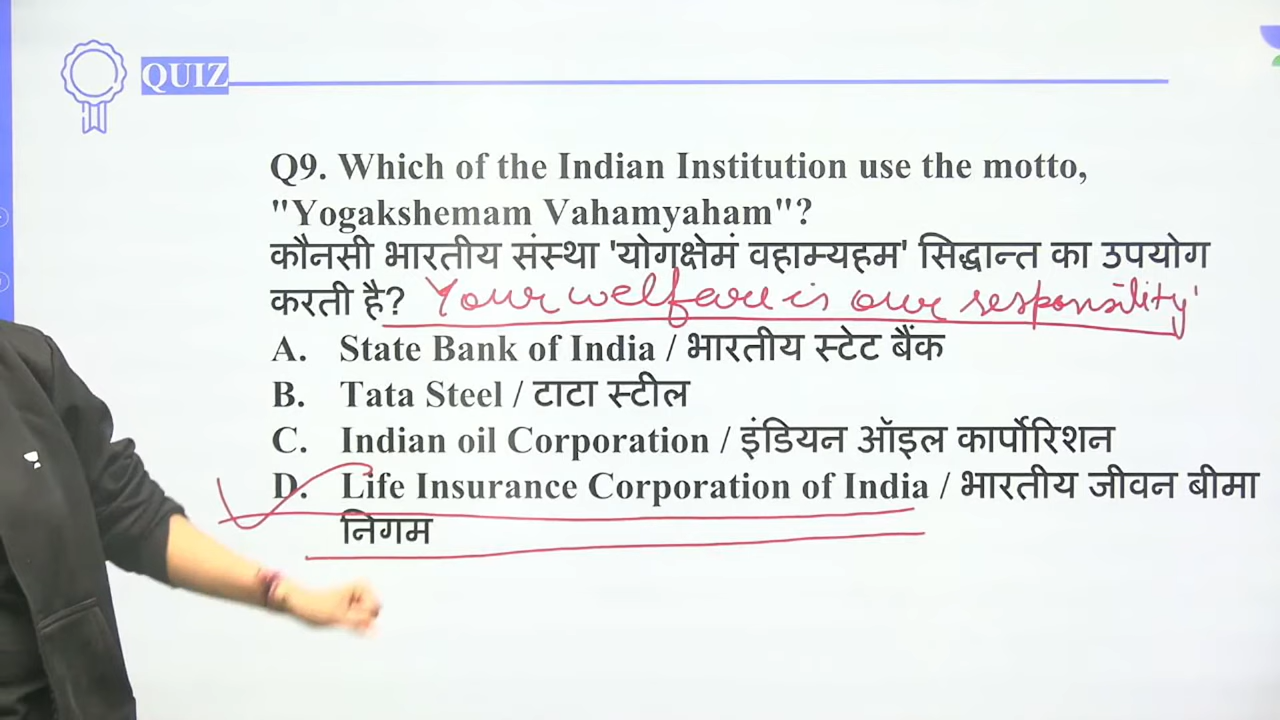 QUIZ
Q9. Which of the Indian Institution use the motto,
"Yogakshemam Vahamyaham"?
कौनसी भारतीय संस्था 'योगक्षेमं वहाम्यहम' सिद्धान्त का उपयोग
करती है? Your welfare is our responsility'
A. State Bank of India / भारतीय स्टेट बैंक
B. Tata Steel / टाटा स्टील
C. Indian oil Corporation / इंडियन ऑइल कार्पोरिशन
D. Life Insurance Corporation of India / भारतीय जीवन बीमा
निगम